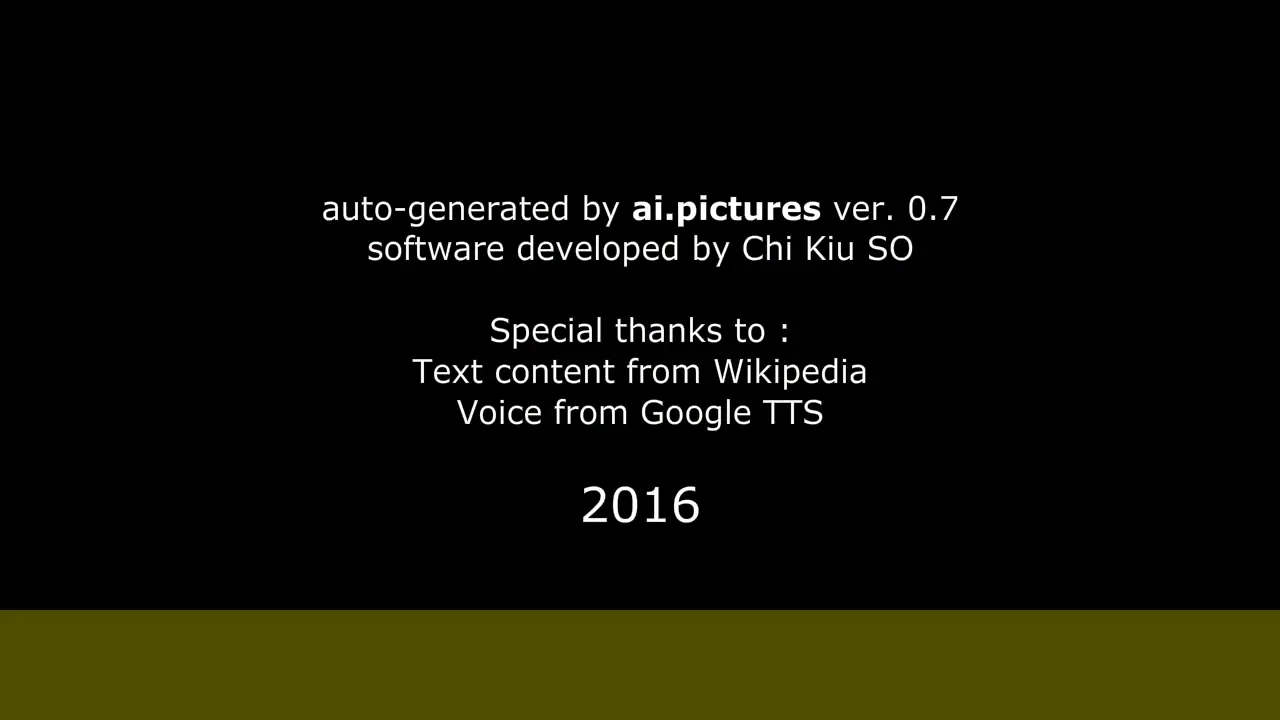 auto-generated by ai.pictures ver. 0.7
software developed by Chi Kiu SO
Special thanks to :
Text content from Wikipedia
Voice from Google TTS
2016